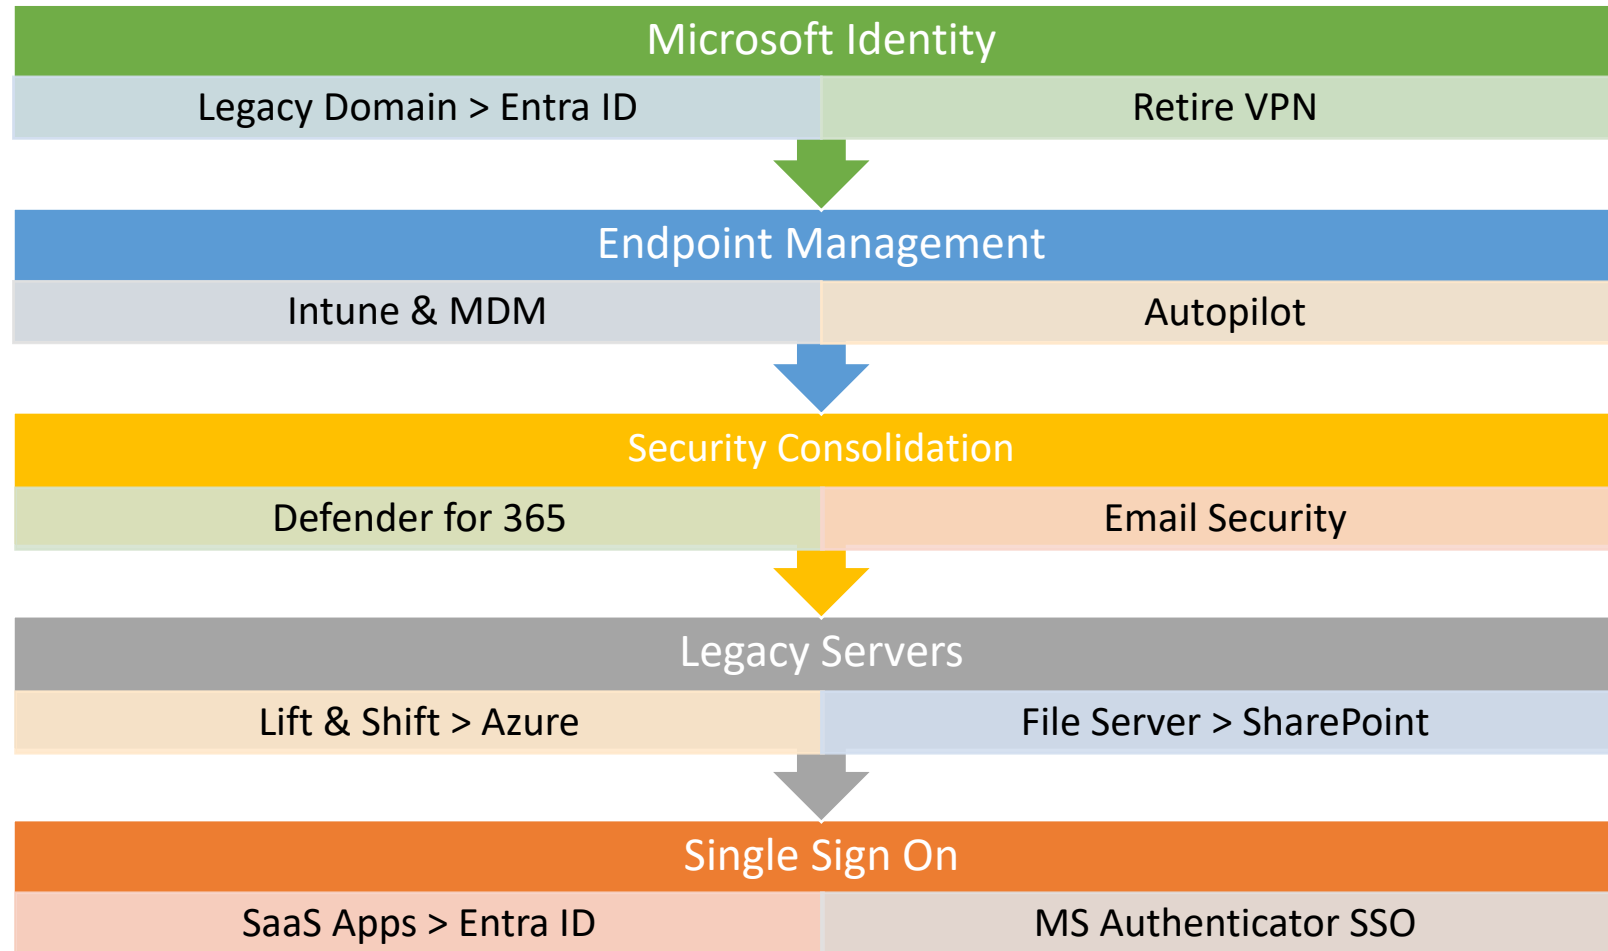 Microsoft Identity
Legacy Domain > Entra ID
Retire VPN
Endpoint Management
Intune & MDM
Autopilot
Security Consolidation
Defender for 365
Email Security
Legacy Servers
Lift & Shift > Azure
File Server > SharePoint
Single Sign On
SaaS Apps > Entra ID
MS Authenticator SSO